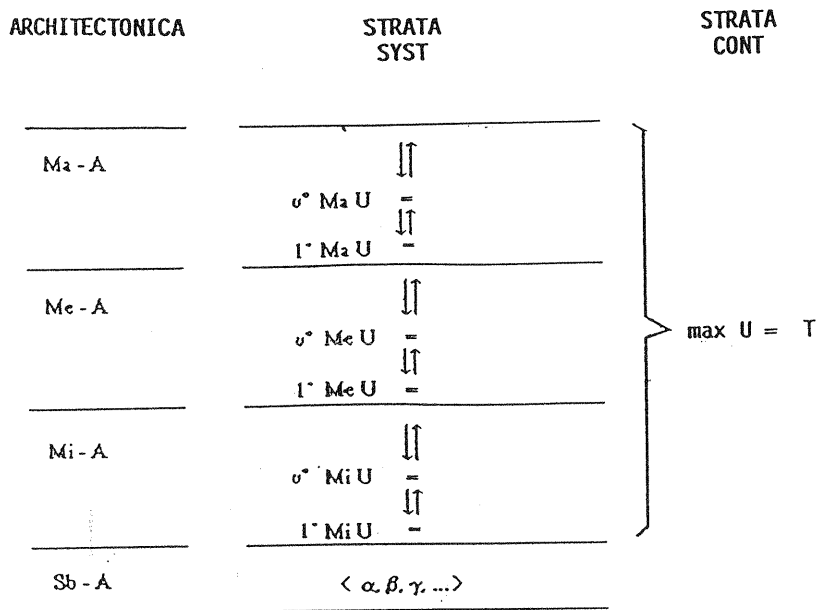 ARCHITECTONICA STRATA SYST STRATA CONT
Ma - A
υ° Ma U =
1° Ma U -
Me - A
υ° Me U =
max U = T
1° Me U =
Mi - A
υ° Mi U =
1° Mi U -
Sb - A < α, β, γ, ...>